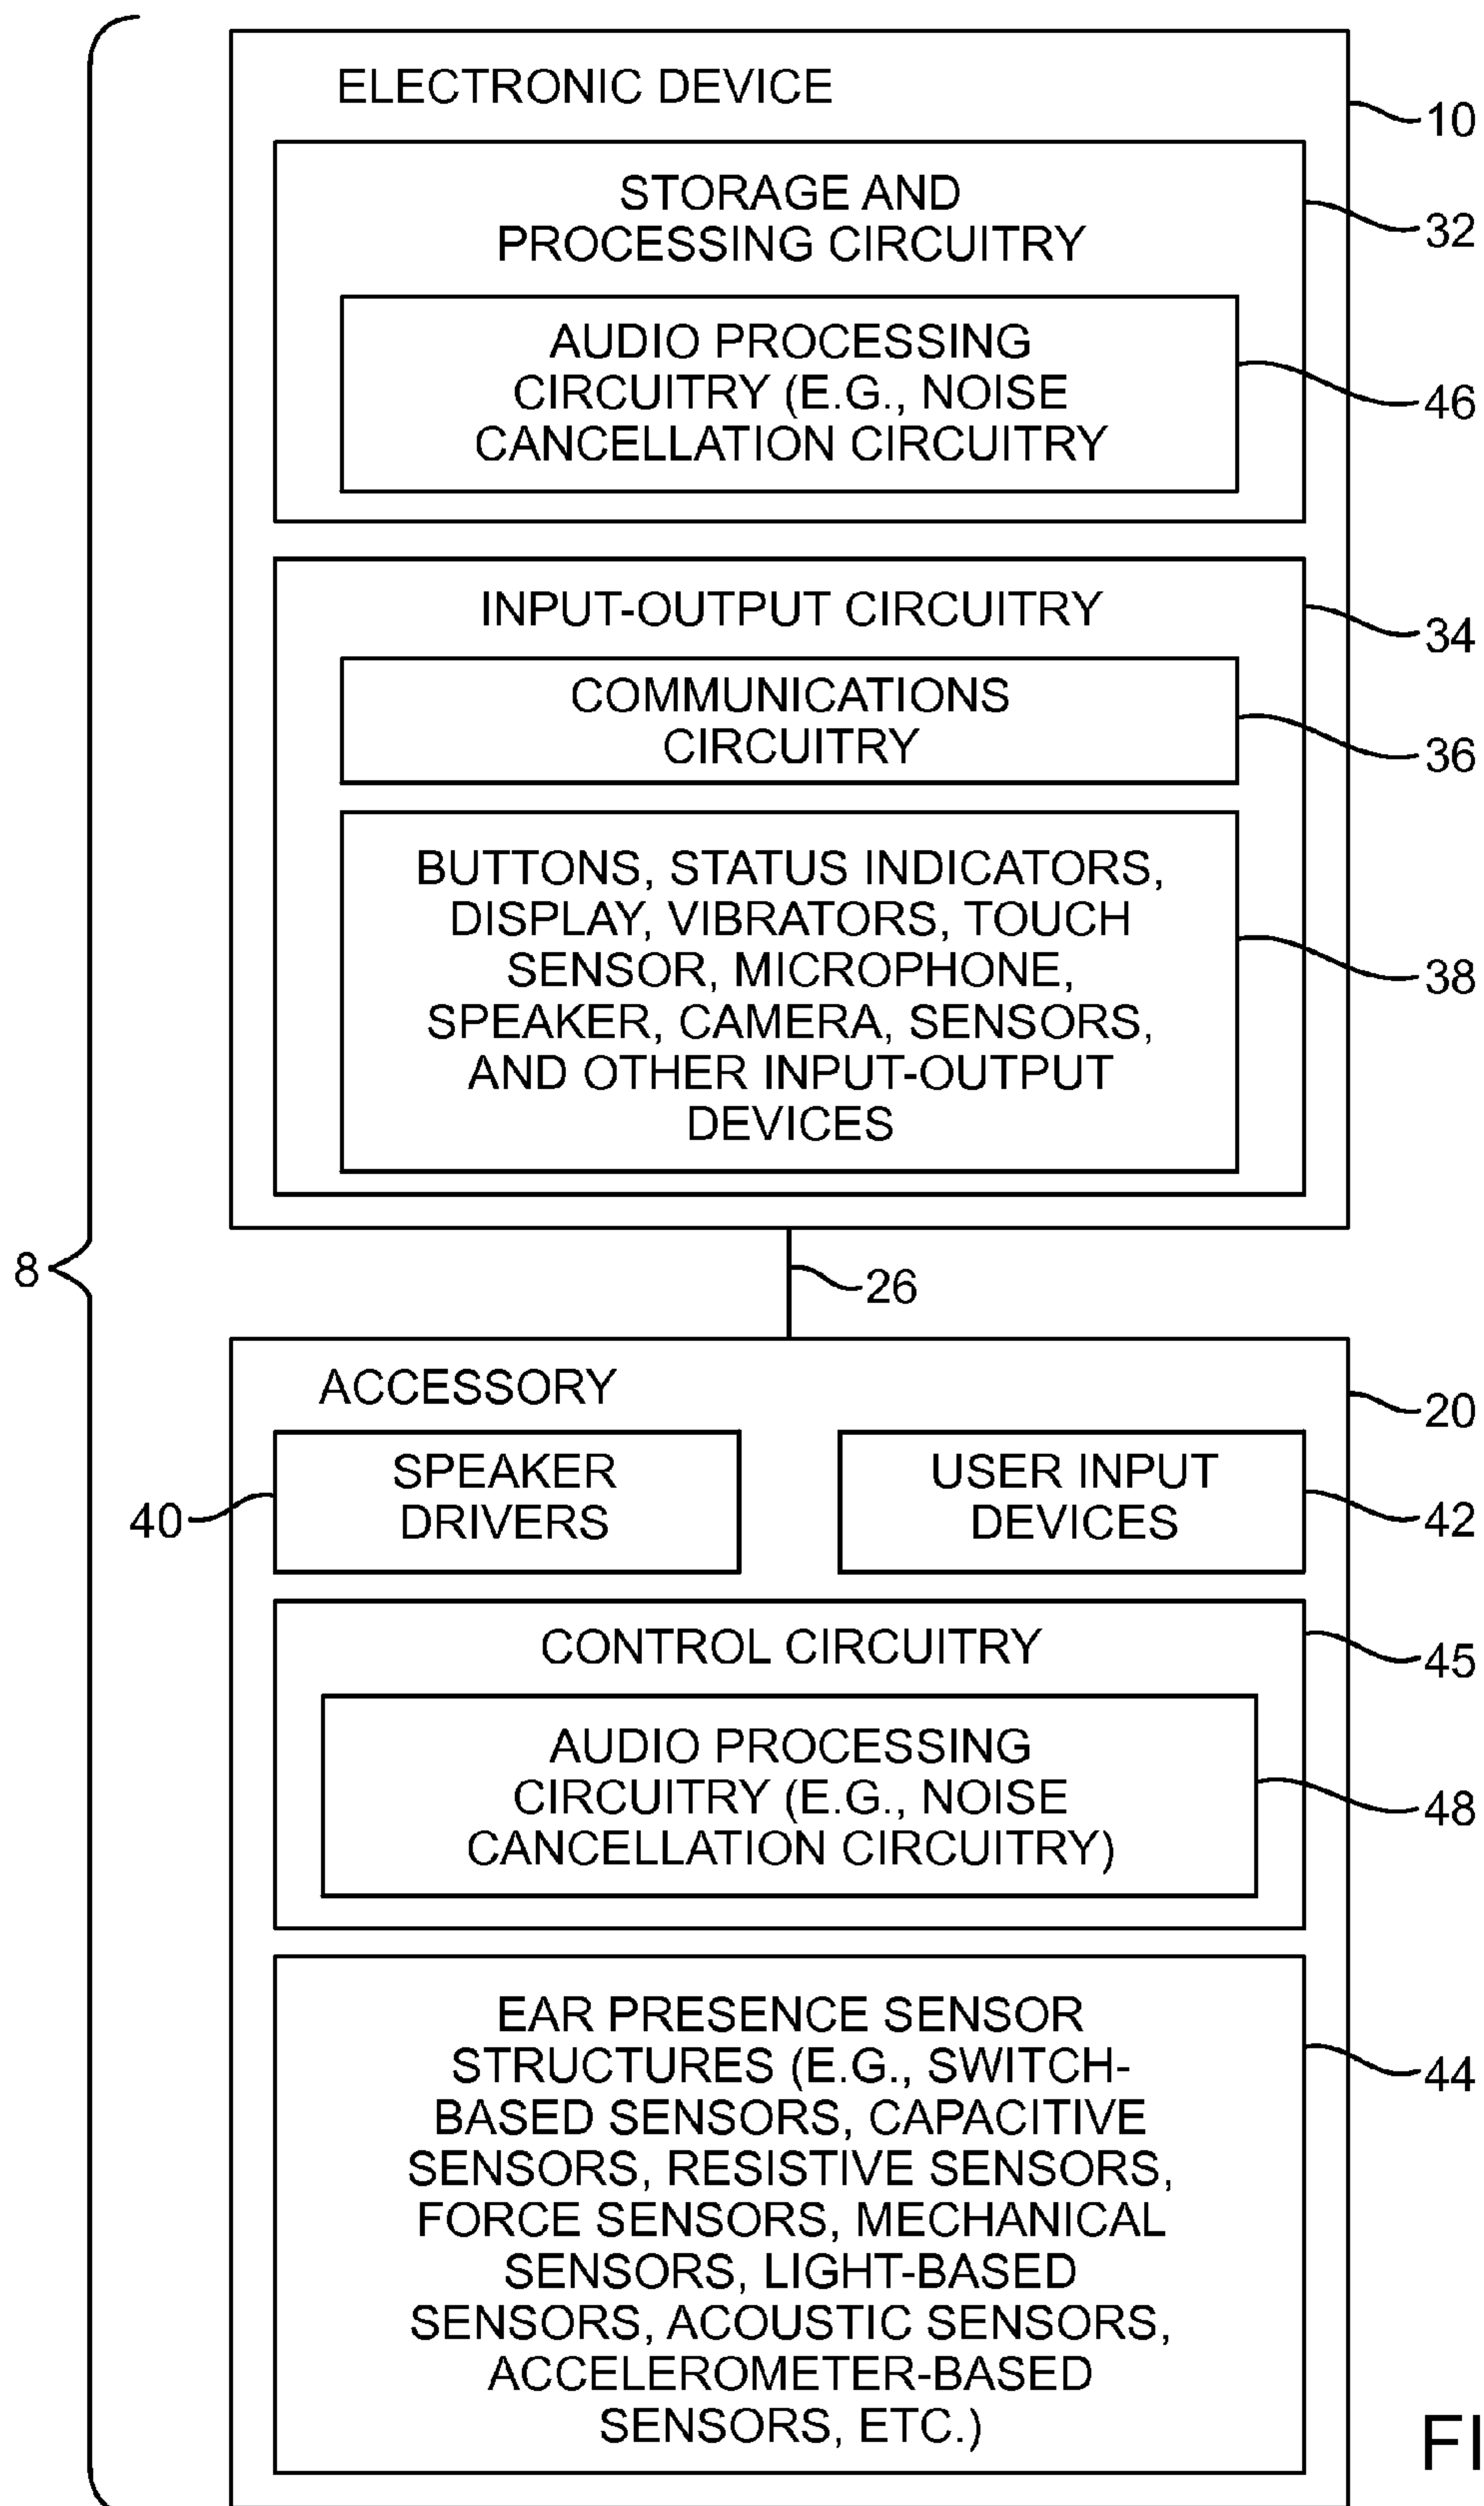 ELECTRONIC DEVICE
10
STORAGE AND
PROCESSING CIRCUITRY
32
AUDIO PROCESSING
CIRCUITRY (E.G., NOISE
CANCELLATION CIRCUITRY
46
INPUT-OUTPUT CIRCUITRY
34
COMMUNICATIONS
CIRCUITRY
36
BUTTONS, STATUS INDICATORS,
DISPLAY, VIBRATORS, TOUCH
SENSOR, MICROPHONE,
SPEAKER, CAMERA, SENSORS,
AND OTHER INPUT-OUTPUT
DEVICES
38
8
26
ACCESSORY
20
SPEAKER
DRIVERS
40
USER INPUT
DEVICES
42
CONTROL CIRCUITRY
45
AUDIO PROCESSING
CIRCUITRY (E.G., NOISE
CANCELLATION CIRCUITRY)
48
EAR PRESENCE SENSOR
STRUCTURES (E.G., SWITCH-
BASED SENSORS, CAPACITIVE
SENSORS, RESISTIVE SENSORS,
FORCE SENSORS, MECHANICAL
SENSORS, LIGHT-BASED
SENSORS, ACOUSTIC SENSORS,
ACCELEROMETER-BASED
SENSORS, ETC.)
44
FI